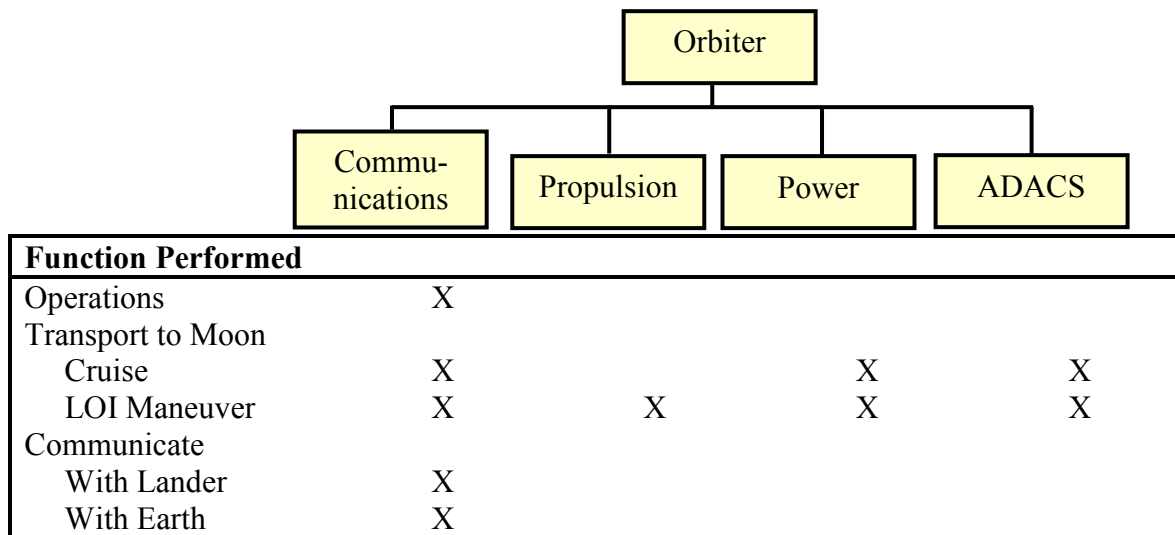 Orbiter
Commu-
nications
Propulsion
Power
ADACS
Function Performed
Operations X
Transport to Moon
Cruise X X X
LOI Maneuver X X X X
Communicate
With Lander X
With Earth X